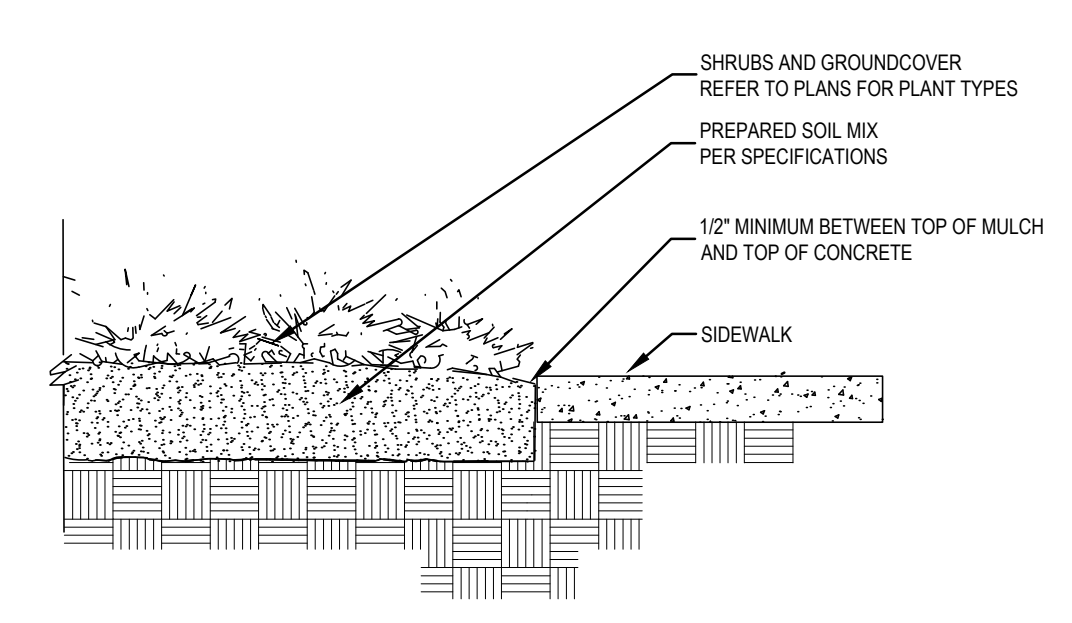 SHRUBS AND GROUNDCOVER
REFER TO PLANS FOR PLANT TYPES
PREPARED SOIL MIX
PER SPECIFICATIONS
1/2" MINIMUM BETWEEN TOP OF MULCH
AND TOP OF CONCRETE
SIDEWALK